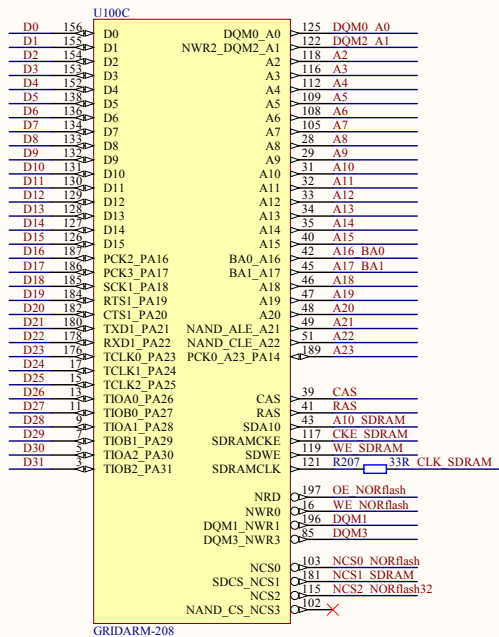 U100C
D0 156 D0 DQM0_A0 125 DQM0_A0
D1 155 D1 NWR2_DQM2_A1 122 DQM2_A1
D2 154 D2 A2 118 A2
D3 153 D3 A3 116 A3
D4 152 D4 A4 112 A4
D5 138 D5 A5 109 A5
D6 136 D6 A6 108 A6
D7 134 D7 A7 105 A7
D8 133 D8 A8 28 A8
D9 132 D9 A9 29 A9
D10 131 D10 A10 31 A10
D11 130 D11 A11 32 A11
D12 129 D12 A12 33 A12
D13 128 D13 A13 34 A13
D14 127 D14 A14 35 A14
D15 126 D15 A15 40 A15
D16 187 PCK2_PA16 BA0_A16 42 A16_BA0
D17 186 PCK3_PA17 BA1_A17 45 A17_BA1
D18 185 SCK1_PA18 A18 46 A18
D19 184 RTS1_PA19 A19 47 A19
D20 182 CTS1_PA20 A20 48 A20
D21 180 TXD1_PA21 NAND_ALE_A21 49 A21
D22 178 RXD1_PA22 NAND_CLE_A22 51 A22
D23 176 TCLK0_PA23 PCK0_A23_PA14 189 A23
D24 17 TCLK1_PA24
D25 15 TCLK2_PA25
D26 13 TIOA0_PA26 CAS 39 CAS
D27 11 TIOB0_PA27 RAS 41 RAS
D28 9 TIOA1_PA28 SDA10 43 A10_SDRAM
D29 7 TIOB1_PA29 SDRAMCKE 117 CKE_SDRAM
D30 5 TIOA2_PA30 SDWE 119 WE_SDRAM
D31 3 TIOB2_PA31 SDRAMCLK 121 R207 33R CLK_SDRAM
NRD 197 OE_NORflash
NWR0 16 WE_NORflash
DQM1_NWR1 196 DQM1
DQM3_NWR3 85 DQM3
NCS0 103 NCS0_NORflash
SDCS_NCS1 181 NCS1_SDRAM
NCS2 115 NCS2_NORflash32
NAND_CS_NCS3 102
GRIDARM-208